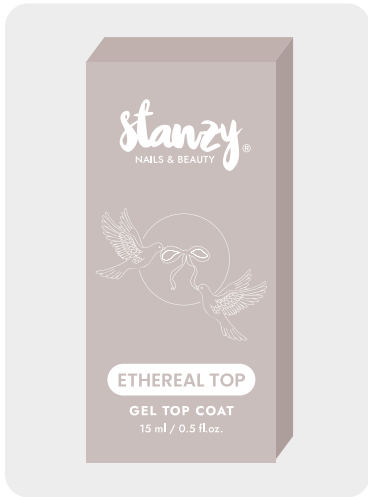 stanzy®
NAILS & BEAUTY
ETHEREAL TOP
GEL TOP COAT
15 ml / 0.5 fl.oz.